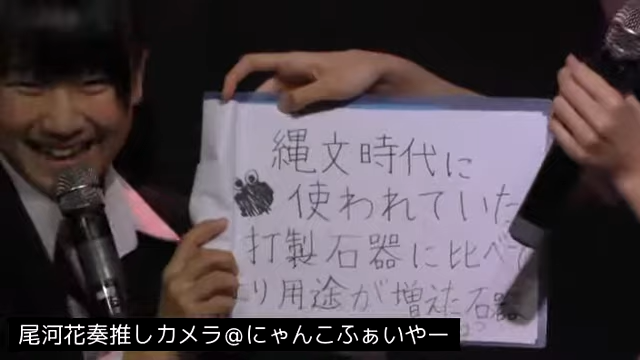 縄文時代に
使われていた
打製石器に比べて
より用途が増えた石器
尾河花奏推しカメラ@にゃんこふぁいやー